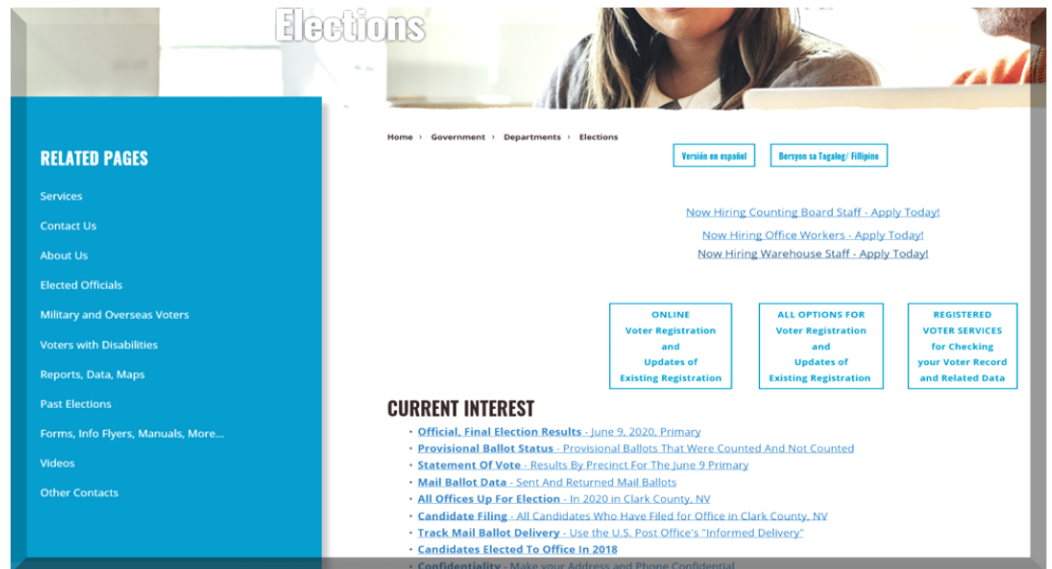 Elections
RELATED PAGES
Services
Contact Us
About Us
Elected Officials
Military and Overseas Voters
Voters with Disabilities
Reports, Data, Maps
Past Elections
Forms, Info Flyers, Manuals, More...
Videos
Other Contacts
Home › Government › Departments › Elections
Versión en español
Bersyon sa Tagalog/ Fillipino
Now Hiring Counting Board Staff - Apply Today!
Now Hiring Office Workers - Apply Today!
Now Hiring Warehouse Staff - Apply Today!
ONLINE
Voter Registration
and
Updates of
Existing Registration
ALL OPTIONS FOR
Voter Registration
and
Updates of
Existing Registration
REGISTERED
VOTER SERVICES
for Checking
your Voter Record
and Related Data
CURRENT INTEREST
• Official, Final Election Results - June 9, 2020, Primary
• Provisional Ballot Status - Provisional Ballots That Were Counted And Not Counted
• Statement Of Vote - Results By Precinct For The June 9 Primary
• Mail Ballot Data - Sent And Returned Mail Ballots
• All Offices Up For Election - In 2020 in Clark County, NV
• Candidate Filing - All Candidates Who Have Filed for Office in Clark County, NV
• Track Mail Ballot Delivery - Use the U.S. Post Office's "Informed Delivery"
• Candidates Elected To Office In 2018
• Confidentiality - Make your Address and Phone Confidential